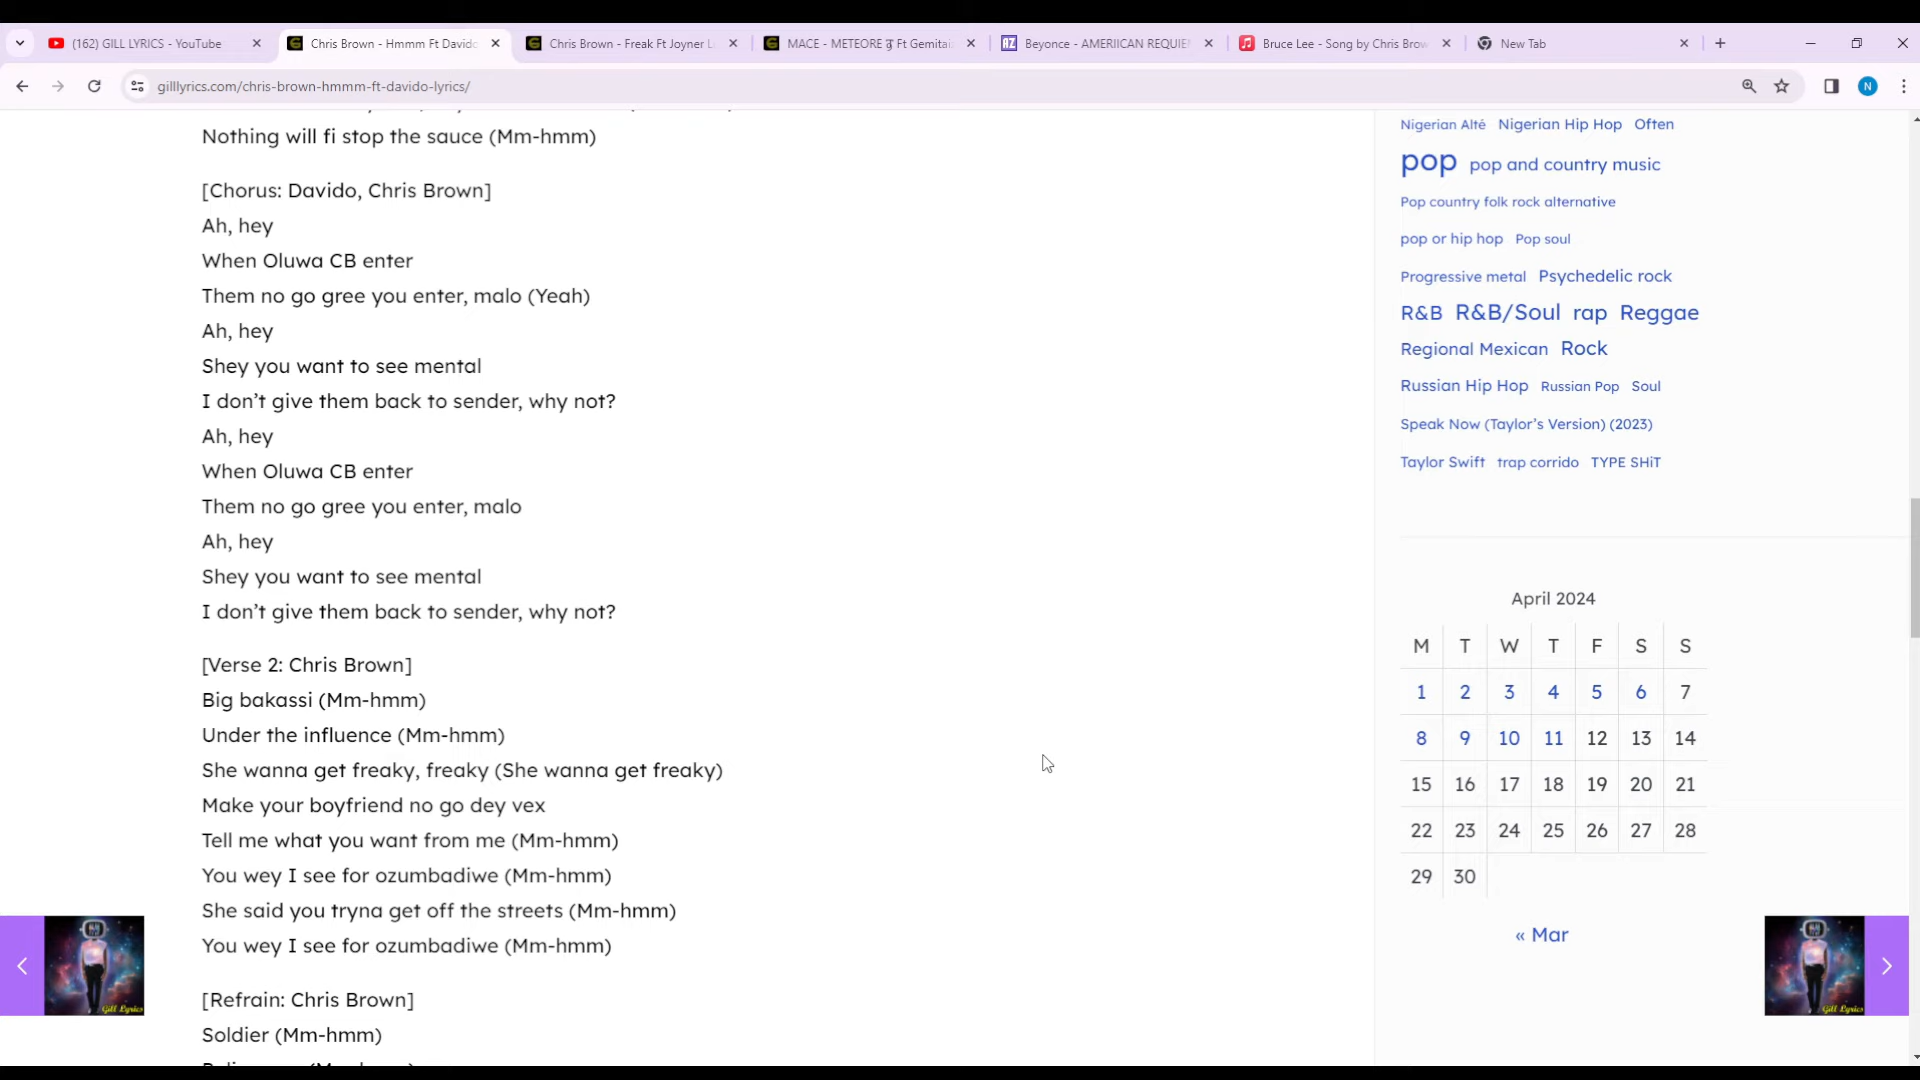 (162) GILL LYRICS - YouTube
Chris Brown - Hmmm Ft Davido
Chris Brown - Freak Ft Joyner L
MACE - METEORE Ft Gemitai
Beyonce - AMERIICAN REQUIEM
Bruce Lee - Song by Chris Brow
New Tab
gilllyrics.com/chris-brown-hmmm-ft-davido-lyrics/
N
Nothing will fi stop the sauce (Mm-hmm)
[Chorus: Davido, Chris Brown]
Ah, hey
When Oluwa CB enter
Them no go gree you enter, malo (Yeah)
Ah, hey
Shey you want to see mental
I don’t give them back to sender, why not?
Ah, hey
When Oluwa CB enter
Them no go gree you enter, malo
Ah, hey
Shey you want to see mental
I don’t give them back to sender, why not?
[Verse 2: Chris Brown]
Big bakassi (Mm-hmm)
Under the influence (Mm-hmm)
She wanna get freaky, freaky (She wanna get freaky)
Make your boyfriend no go dey vex
Tell me what you want from me (Mm-hmm)
You wey I see for ozumbadiwe (Mm-hmm)
She said you tryna get off the streets (Mm-hmm)
You wey I see for ozumbadiwe (Mm-hmm)
[Refrain: Chris Brown]
Soldier (Mm-hmm)
Nigerian Alté Nigerian Hip Hop Often
pop pop and country music
Pop country folk rock alternative
pop or hip hop Pop soul
Progressive metal Psychedelic rock
R&B R&B/Soul rap Reggae
Regional Mexican Rock
Russian Hip Hop Russian Pop Soul
Speak Now (Taylor’s Version) (2023)
Taylor Swift trap corrido TYPE SHiT
April 2024
M T W T F S S
1 2 3 4 5 6 7
8 9 10 11 12 13 14
15 16 17 18 19 20 21
22 23 24 25 26 27 28
29 30
« Mar
Gill Lyrics
Gill Lyrics